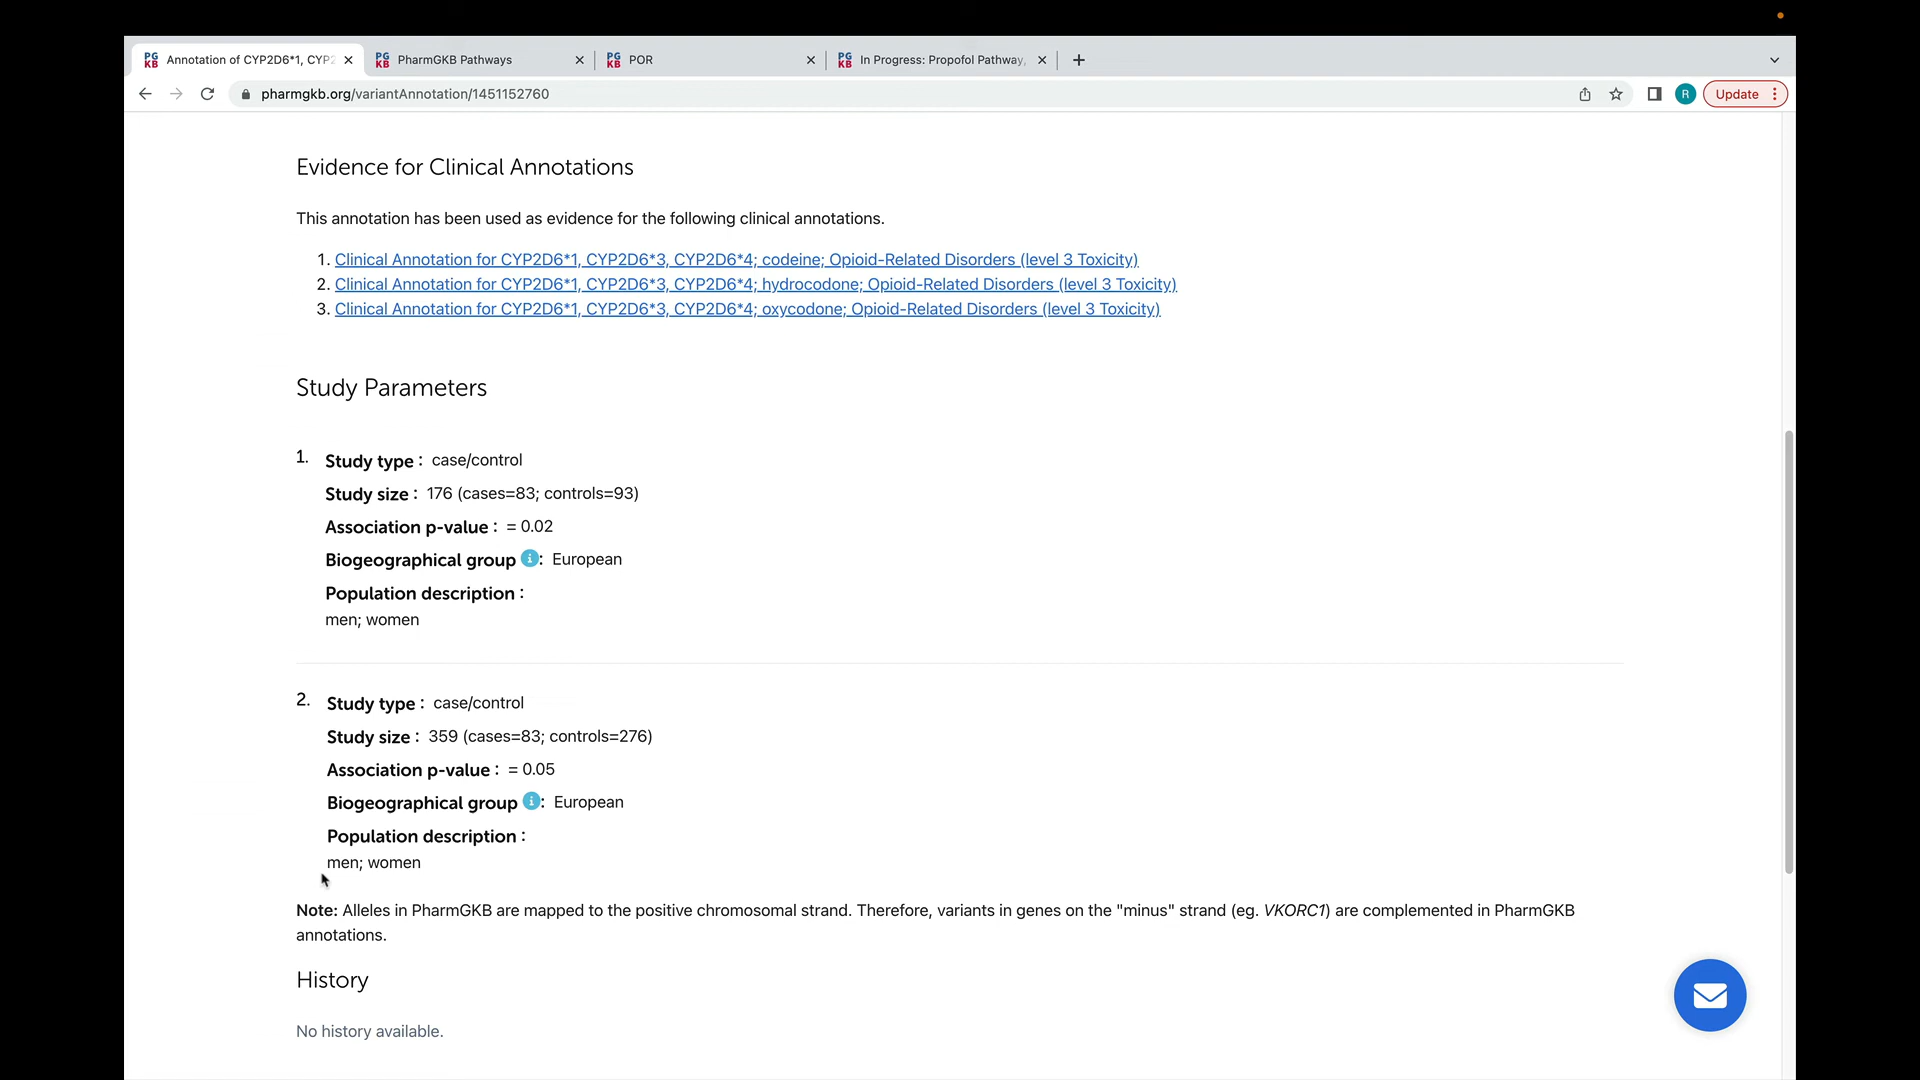 PG KB Annotation of CYP2D6*1, CYP2
PG KB PharmGKB Pathways
PG KB POR
PG KB In Progress: Propofol Pathway,
pharmgkb.org/variantAnnotation/1451152760
R
Update
Evidence for Clinical Annotations
This annotation has been used as evidence for the following clinical annotations.
1. Clinical Annotation for CYP2D6*1, CYP2D6*3, CYP2D6*4; codeine; Opioid-Related Disorders (level 3 Toxicity)
2. Clinical Annotation for CYP2D6*1, CYP2D6*3, CYP2D6*4; hydrocodone; Opioid-Related Disorders (level 3 Toxicity)
3. Clinical Annotation for CYP2D6*1, CYP2D6*3, CYP2D6*4; oxycodone; Opioid-Related Disorders (level 3 Toxicity)
Study Parameters
1. Study type : case/control
Study size : 176 (cases=83; controls=93)
Association p-value : = 0.02
Biogeographical group i : European
Population description :
men; women
2. Study type : case/control
Study size : 359 (cases=83; controls=276)
Association p-value : = 0.05
Biogeographical group i : European
Population description :
men; women
Note: Alleles in PharmGKB are mapped to the positive chromosomal strand. Therefore, variants in genes on the "minus" strand (eg. VKORC1) are complemented in PharmGKB
annotations.
History
No history available.